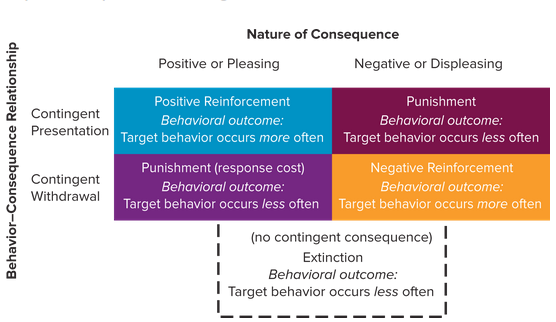 Nature of Consequence
Positive or Pleasing
Negative or Displeasing
Behavior–Consequence Relationship
Contingent
Presentation
Positive Reinforcement
Behavioral outcome:
Target behavior occurs more often
Punishment
Behavioral outcome:
Target behavior occurs less often
Contingent
Withdrawal
Punishment (response cost)
Behavioral outcome:
Target behavior occurs less often
Negative Reinforcement
Behavioral outcome:
Target behavior occurs more often
(no contingent consequence)
Extinction
Behavioral outcome:
Target behavior occurs less often